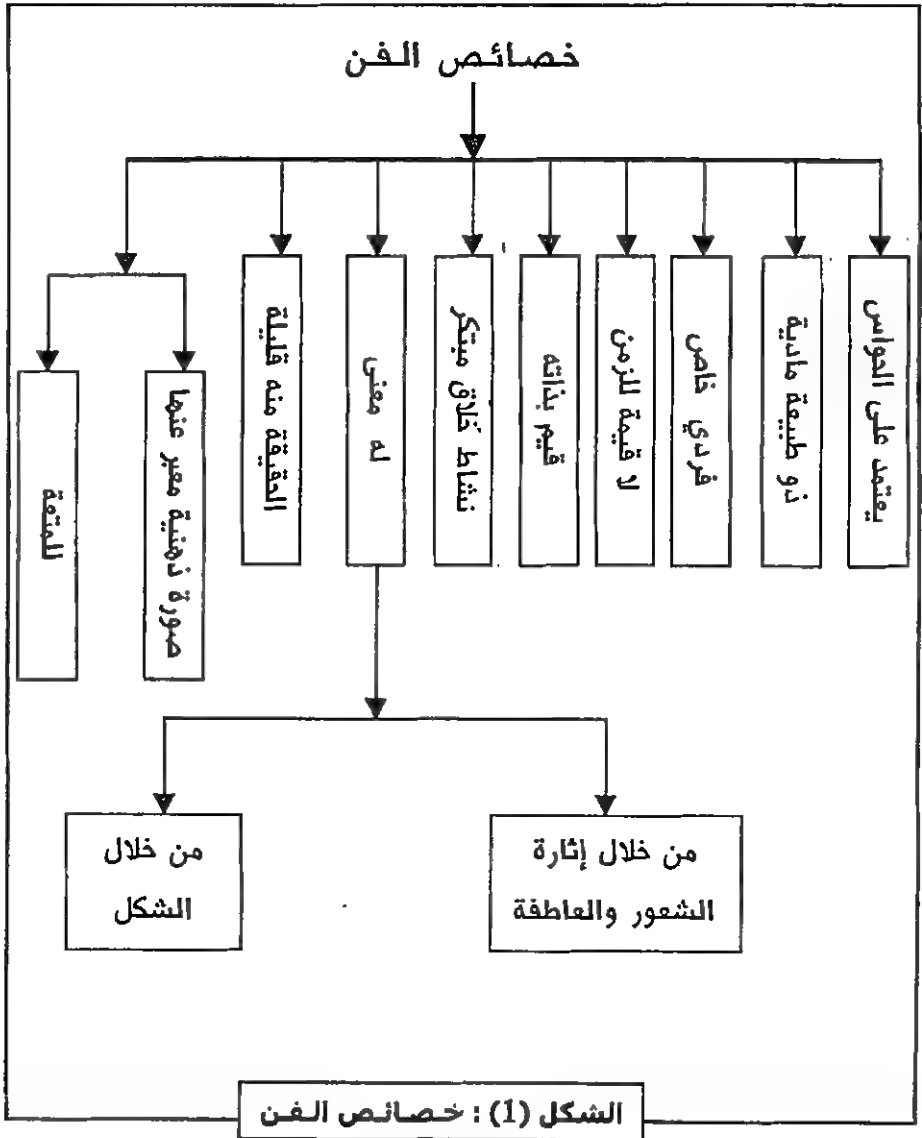 خصائص الفن
يعتمد على الحواس
ذو طبيعة مادية
فردي خاص
لا قيمة للزمن
قيم بذاته
نشاط خلاق مبتكر
له معنى
الحقيقة منه قليلة
صورة ذهنية معبر عنها
للمتعة
من خلال إثارة
الشعور والعاطفة
من خلال
الشكل
الشكل (1) : خصائص الفن